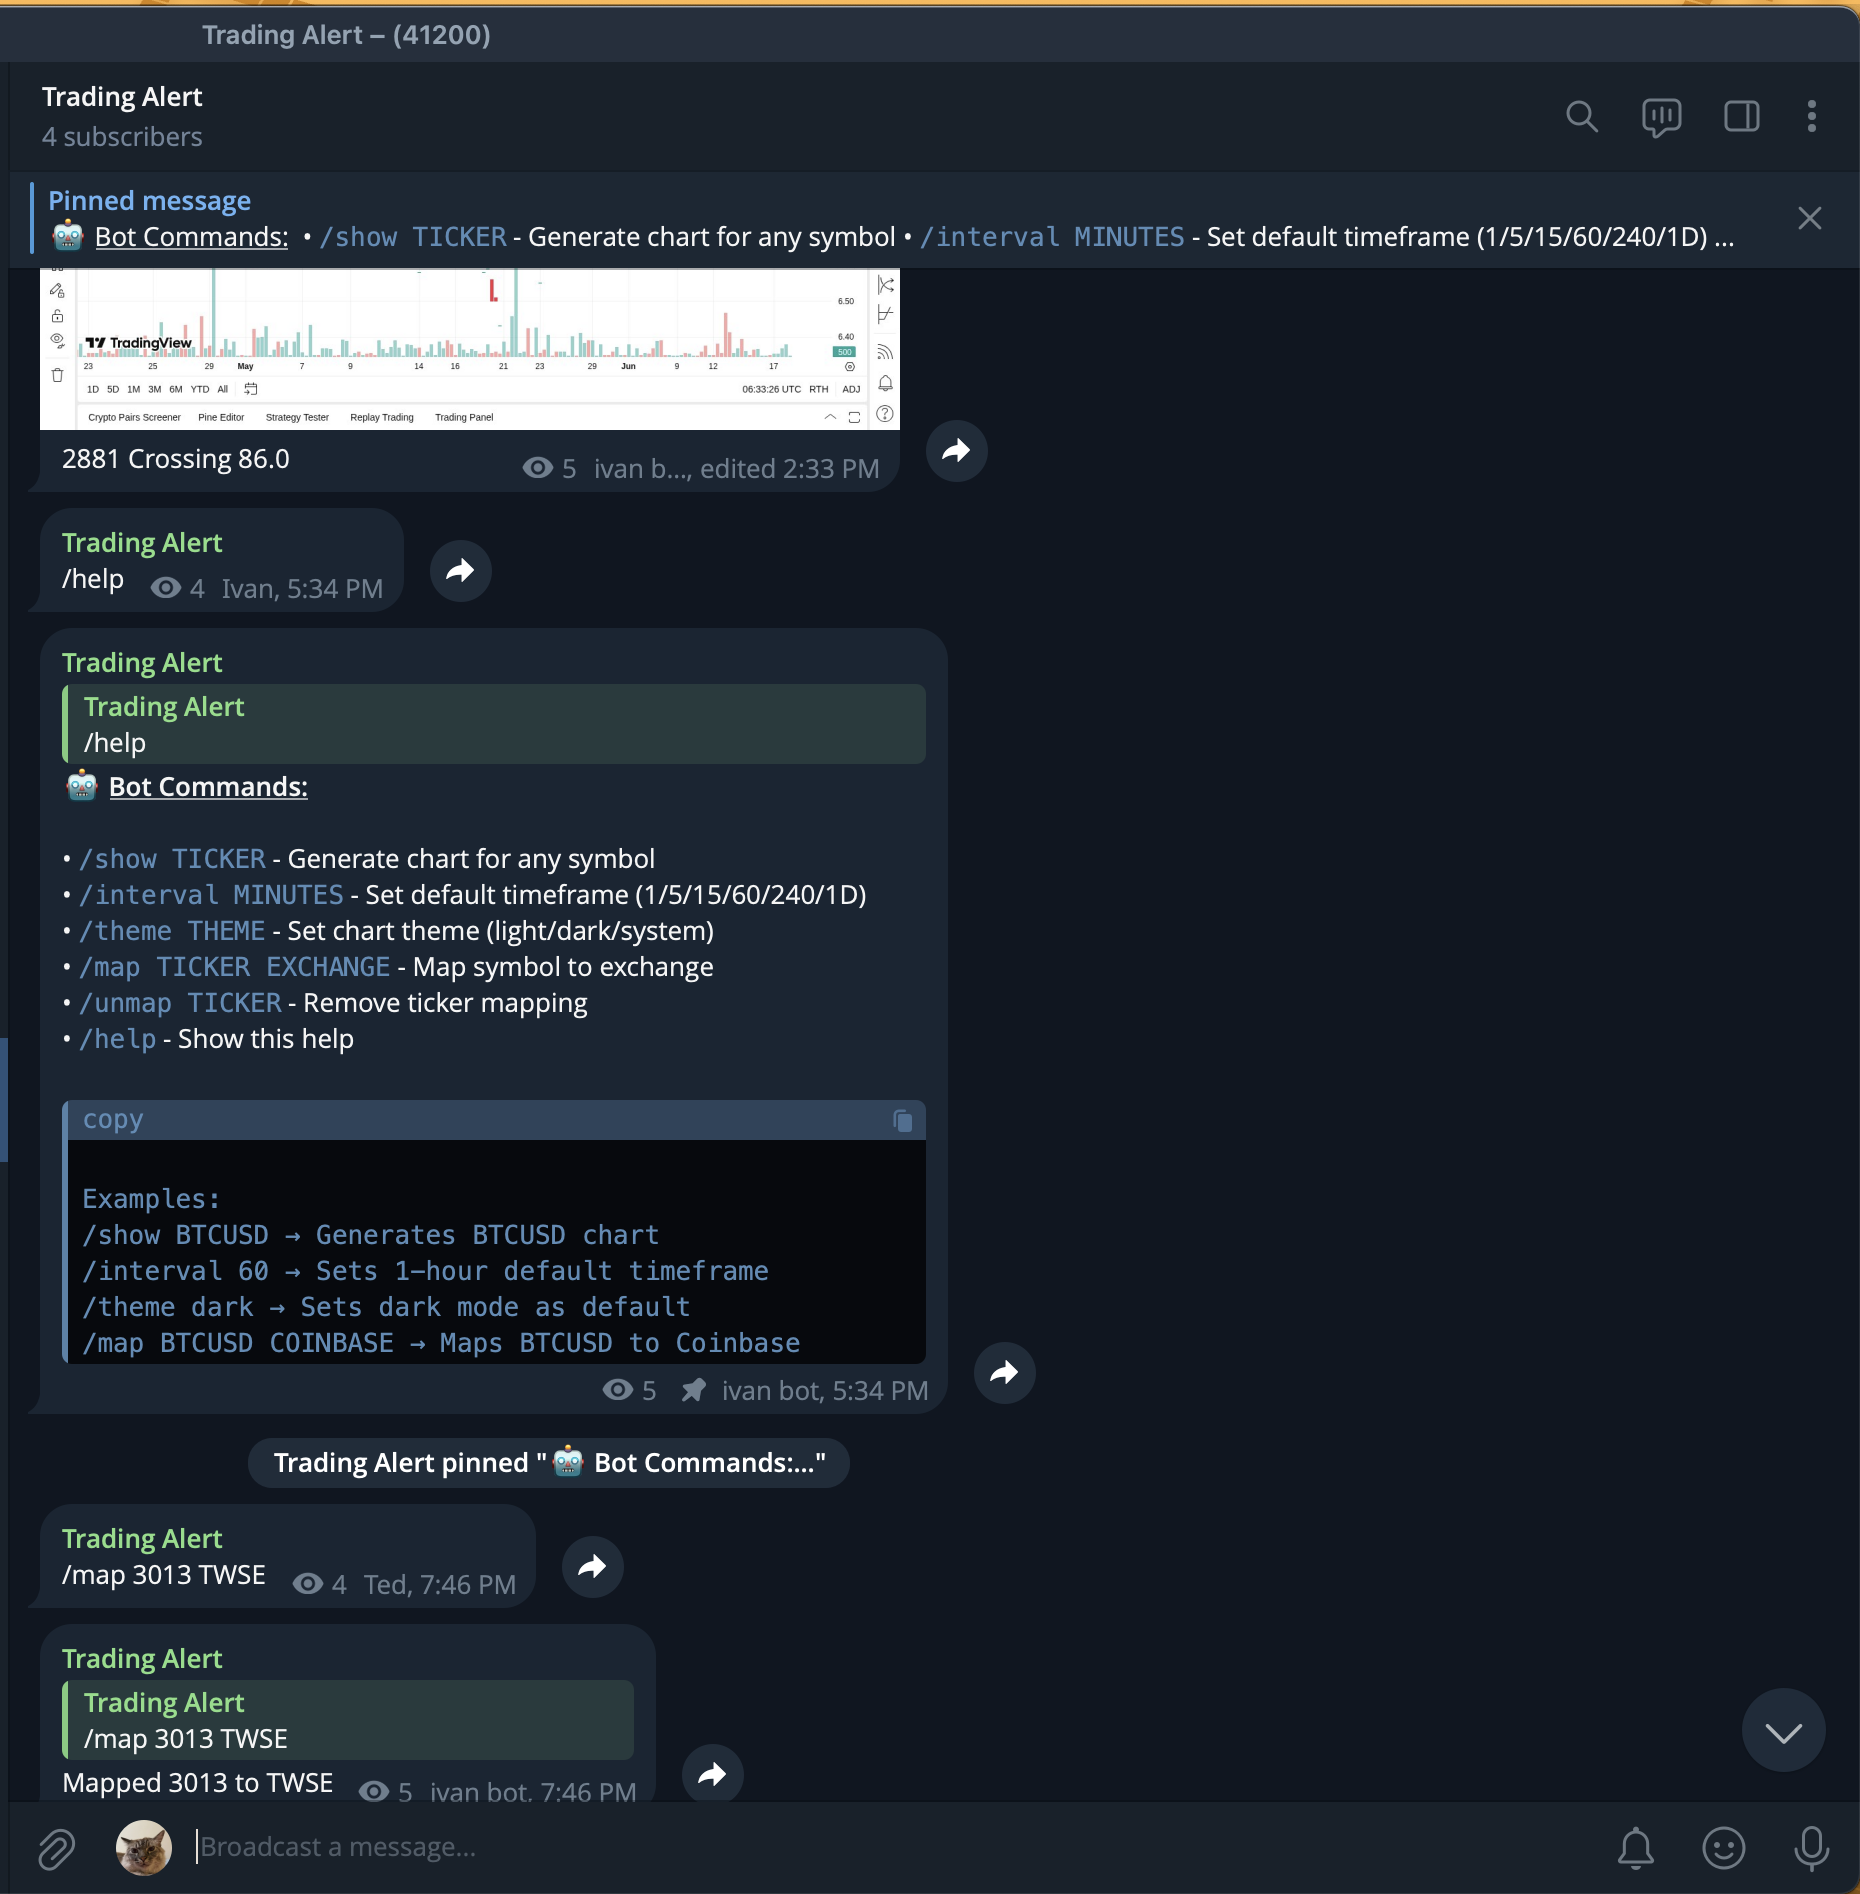 Trading Alert – (41200)
Trading Alert
4 subscribers
Pinned message
🤖 Bot Commands: • /show TICKER - Generate chart for any symbol • /interval MINUTES - Set default timeframe (1/5/15/60/240/1D) ...
6.50
6.40
500
TradingView
23 25 29 May 7 9 14 16 21 23 29 Jun 9 12 17
1D 5D 1M 3M 6M YTD All 06:33:26 UTC RTH ADJ
Crypto Pairs Screener Pine Editor Strategy Tester Replay Trading Trading Panel
2881 Crossing 86.0 5 ivan b..., edited 2:33 PM
Trading Alert
/help 4 Ivan, 5:34 PM
Trading Alert
Trading Alert
/help
🤖 Bot Commands:
• /show TICKER - Generate chart for any symbol
• /interval MINUTES - Set default timeframe (1/5/15/60/240/1D)
• /theme THEME - Set chart theme (light/dark/system)
• /map TICKER EXCHANGE - Map symbol to exchange
• /unmap TICKER - Remove ticker mapping
• /help - Show this help
copy
Examples:
/show BTCUSD → Generates BTCUSD chart
/interval 60 → Sets 1-hour default timeframe
/theme dark → Sets dark mode as default
/map BTCUSD COINBASE → Maps BTCUSD to Coinbase
5 ivan bot, 5:34 PM
Trading Alert pinned "🤖 Bot Commands:..."
Trading Alert
/map 3013 TWSE 4 Ted, 7:46 PM
Trading Alert
Trading Alert
/map 3013 TWSE
Mapped 3013 to TWSE 5 ivan bot, 7:46 PM
Broadcast a message...